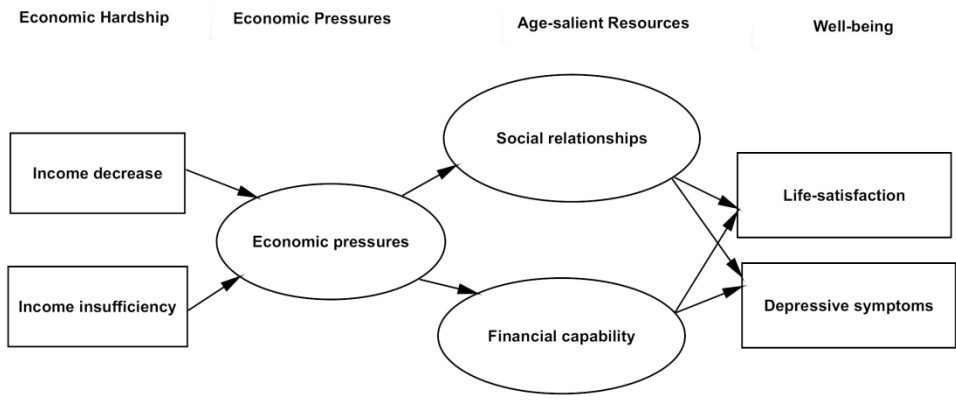 Economic Hardship
Economic Pressures
Age-salient Resources
Well-being
Social relationships
Income decrease
Life-satisfaction
Economic pressures
Income insufficiency
Depressive symptoms
Financial capability